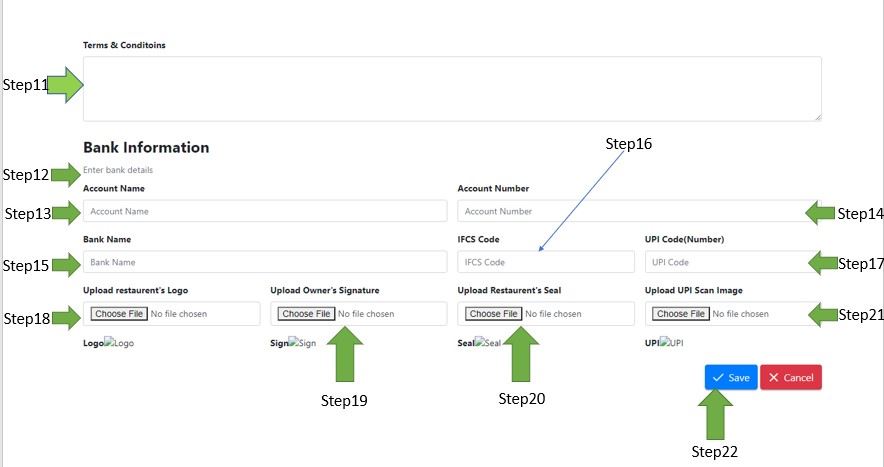 Terms & Conditoins
Step11
Bank Information
Step16
Step12 Enter bank details
Account Name Account Number
Step13 Account Name Account Number Step14
Bank Name IFCS Code UPI Code(Number)
Step15 Bank Name IFCS Code UPI Code Step17
Upload restaurent's Logo Upload Owner's Signature Upload Restaurent's Seal Upload UPI Scan Image
Step18 Choose File No file chosen Choose File No file chosen Choose File No file chosen Choose File No file chosen Step21
Logo Logo Sign Sign Seal Seal UPI UPI
Save Cancel
Step19 Step20
Step22